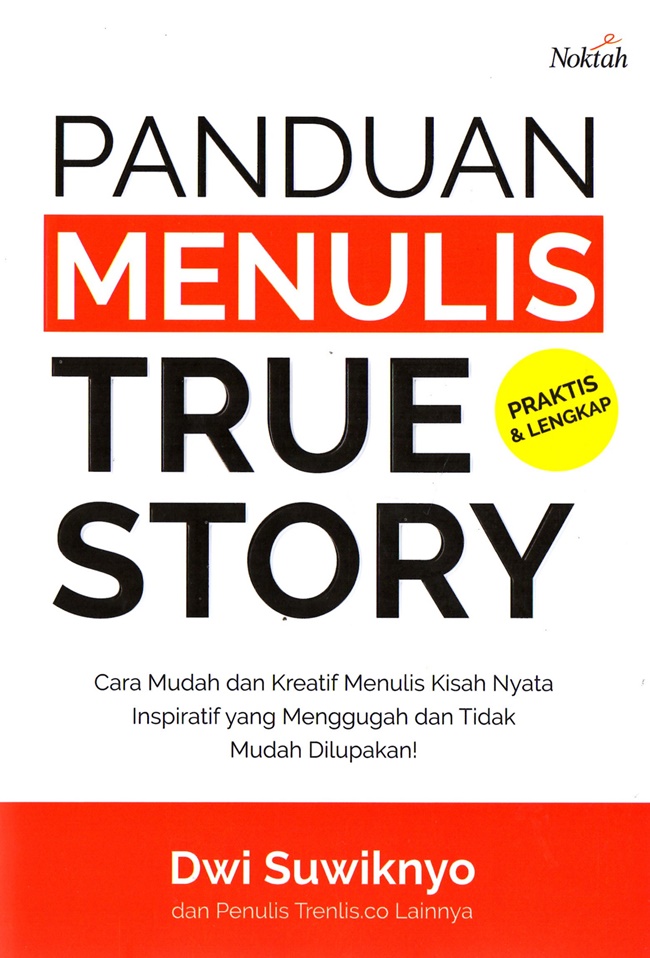 Noktah
PANDUAN
MENULIS
TRUE
STORY
PRAKTIS
& LENGKAP
Cara Mudah dan Kreatif Menulis Kisah Nyata
Inspiratif yang Menggugah dan Tidak
Mudah Dilupakan!
Dwi Suwiknyo
dan Penulis Trenlis.co Lainnya